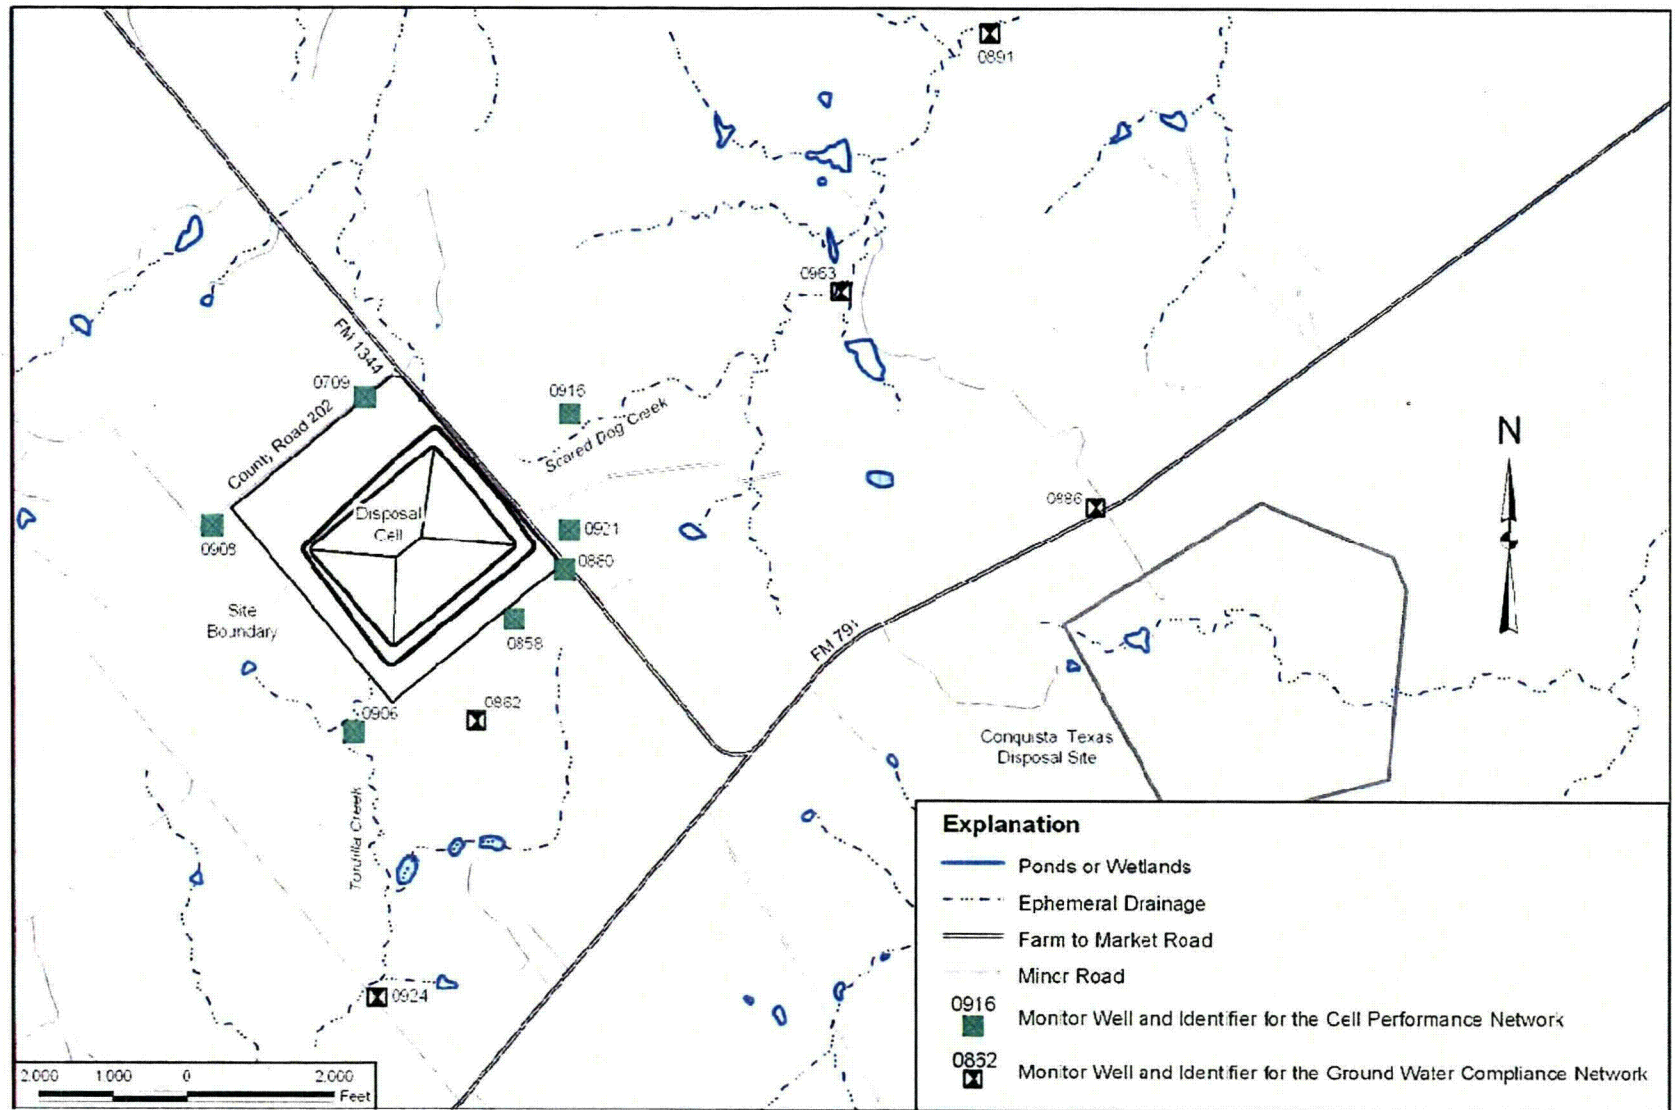 0891
0963
FM 1344
0709
0916
County Road 202
Scared Dog Creek
N
Disposal
Cell
0886
0908
0921
0880
Site
Boundary
0858
FM 791
0906
0862
Conquista Texas
Disposal Site
Tordilla Creek
0924
Explanation
Ponds or Wetlands
Ephemeral Drainage
Farm to Market Road
Minor Road
0916
Monitor Well and Identifier for the Cell Performance Network
0862
Monitor Well and Identifier for the Ground Water Compliance Network
2,000 1,000 0 2,000
Feet